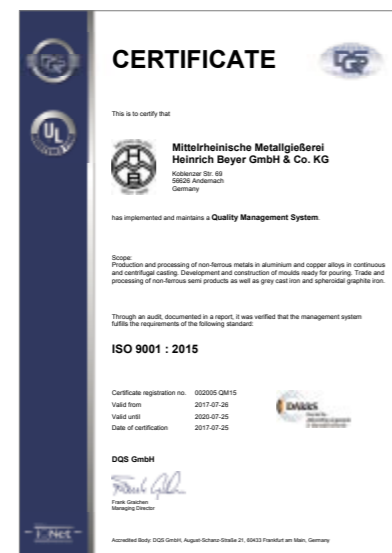 CERTIFICATE
DQS
UL
This is to certify that
Mittelrheinische Metallgießerei
Heinrich Beyer GmbH & Co. KG
Koblenzer Str. 69
56626 Andernach
Germany
has implemented and maintains a Quality Management System.
Scope:
Production and processing of non-ferrous metals in aluminium and copper alloys in continuous
and centrifugal casting. Development and construction of moulds ready for pouring. Trade and
processing of non-ferrous semi products as well as grey cast iron and spheroidal graphite iron.
Through an audit, documented in a report, it was verified that the management system
fulfills the requirements of the following standard:
ISO 9001 : 2015
Certificate registration no. 002005 QM15
Valid from 2017-07-26
Valid until 2020-07-25
Date of certification 2017-07-25
DAkkS
DQS GmbH
Frank Graichen
Managing Director
Accredited Body: DQS GmbH, August-Schanz-Straße 21, 60433 Frankfurt am Main, Germany